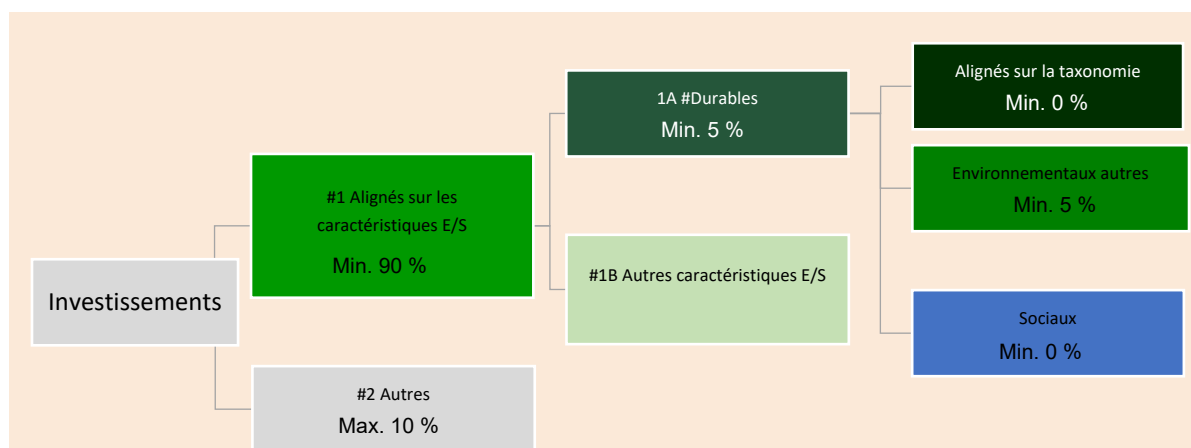 Investissements
#1 Alignés sur les
caractéristiques E/S
Min. 90 %
#2 Autres
Max. 10 %
1A #Durables
Min. 5 %
#1B Autres caractéristiques E/S
Alignés sur la taxonomie
Min. 0 %
Environnementaux autres
Min. 5 %
Sociaux
Min. 0 %